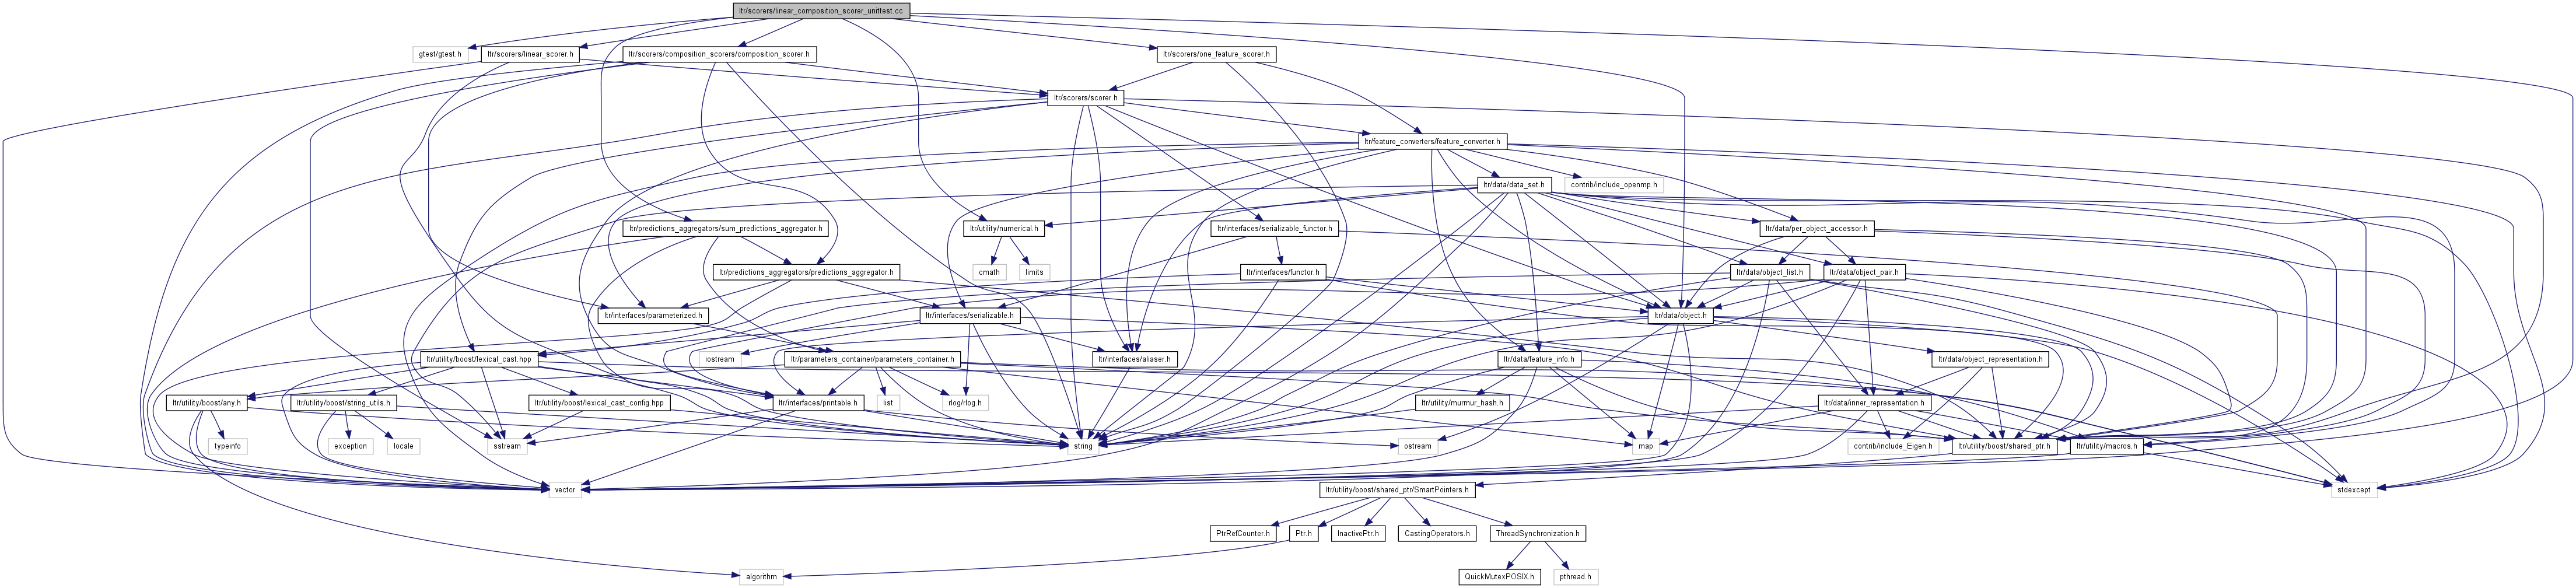 ltr/scorers/linear_composition_scorer_unittest.cc
gtest/gtest.h
ltr/scorers/linear_scorer.h
ltr/scorers/composition_scorers/composition_scorer.h
ltr/scorers/one_feature_scorer.h
ltr/scorers/scorer.h
ltr/feature_converters/feature_converter.h
ltr/data/data_set.h
contrib/include_openmp.h
ltr/predictions_aggregators/sum_predictions_aggregator.h
ltr/utility/numerical.h
ltr/interfaces/serializable_functor.h
ltr/data/per_object_accessor.h
ltr/predictions_aggregators/predictions_aggregator.h
cmath
limits
ltr/interfaces/functor.h
ltr/data/object_list.h
ltr/data/object_pair.h
ltr/interfaces/parameterized.h
ltr/interfaces/serializable.h
ltr/data/object.h
ltr/utility/boost/lexical_cast.hpp
iostream
ltr/parameters_container/parameters_container.h
ltr/interfaces/aliaser.h
ltr/data/feature_info.h
ltr/data/object_representation.h
ltr/utility/boost/any.h
ltr/utility/boost/string_utils.h
ltr/utility/boost/lexical_cast_config.hpp
ltr/interfaces/printable.h
list
rlog/rlog.h
ltr/utility/murmur_hash.h
ltr/data/inner_representation.h
typeinfo
exception
locale
sstream
string
ostream
map
contrib/include_Eigen.h
ltr/utility/boost/shared_ptr.h
ltr/utility/macros.h
vector
ltr/utility/boost/shared_ptr/SmartPointers.h
stdexcept
PtrRefCounter.h
Ptr.h
InactivePtr.h
CastingOperators.h
ThreadSynchronization.h
algorithm
QuickMutexPOSIX.h
pthread.h